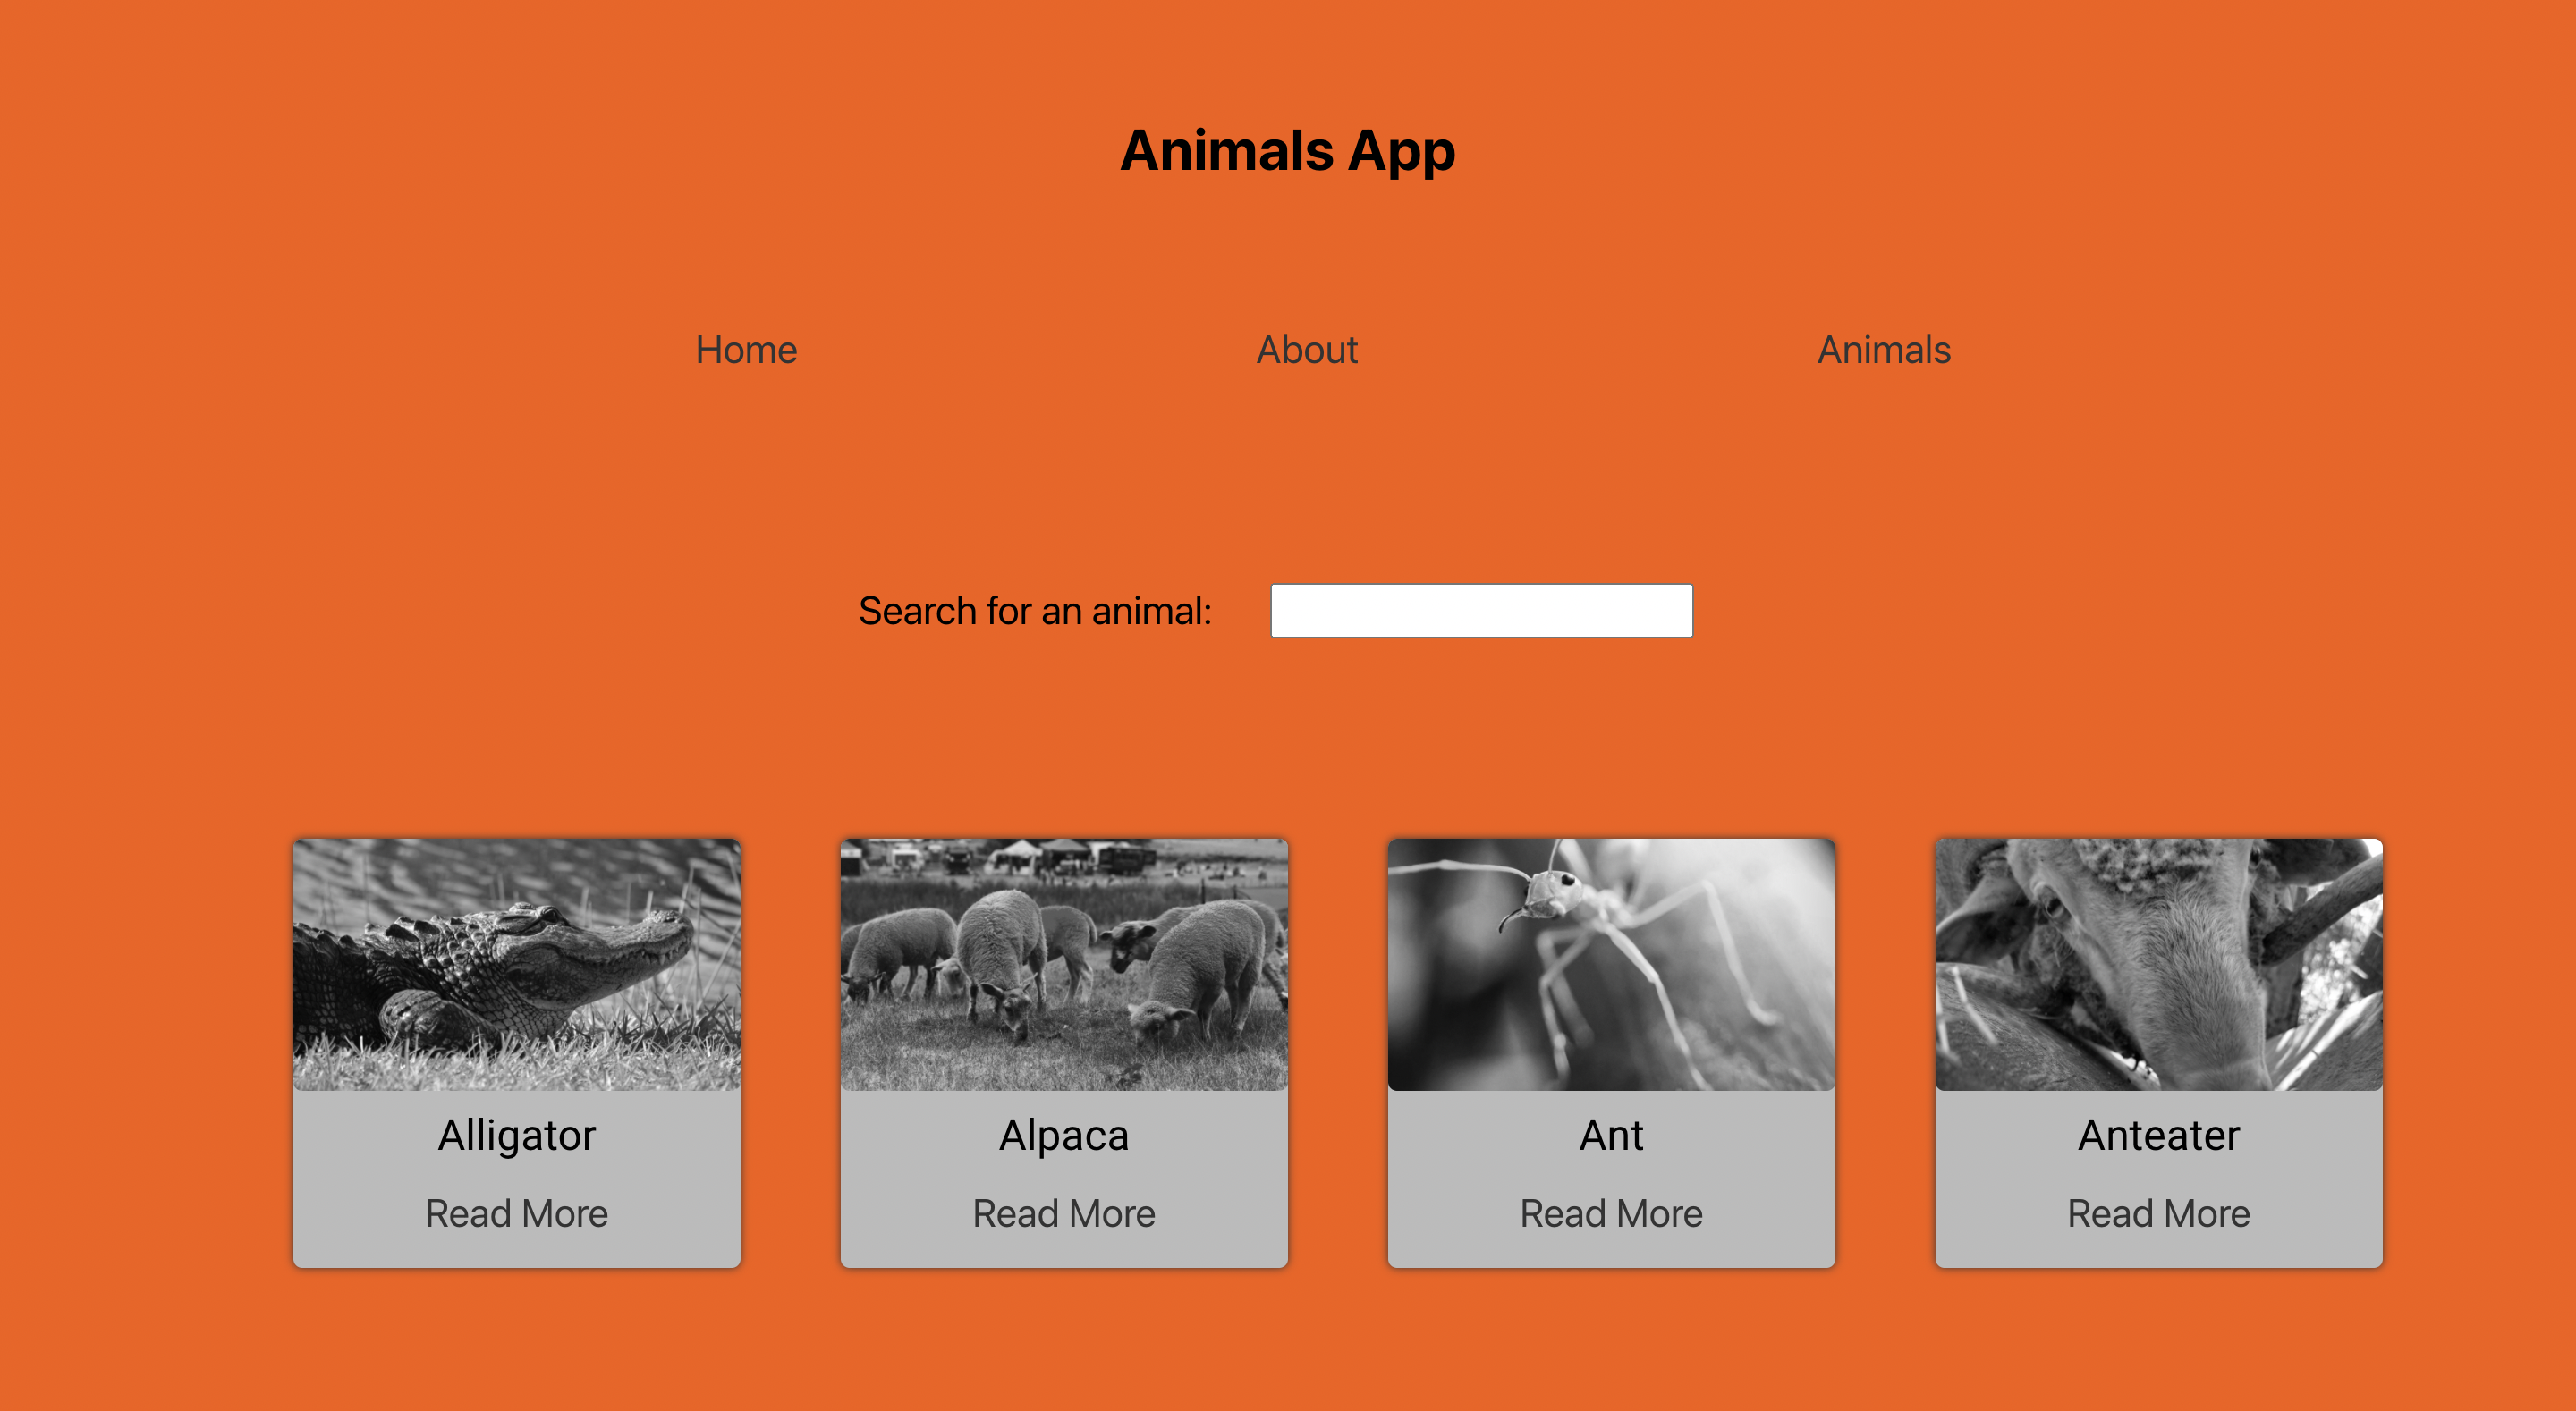 Animals App
Home About Animals
Search for an animal:
Alligator Alpaca Ant Anteater
Read More Read More Read More Read More